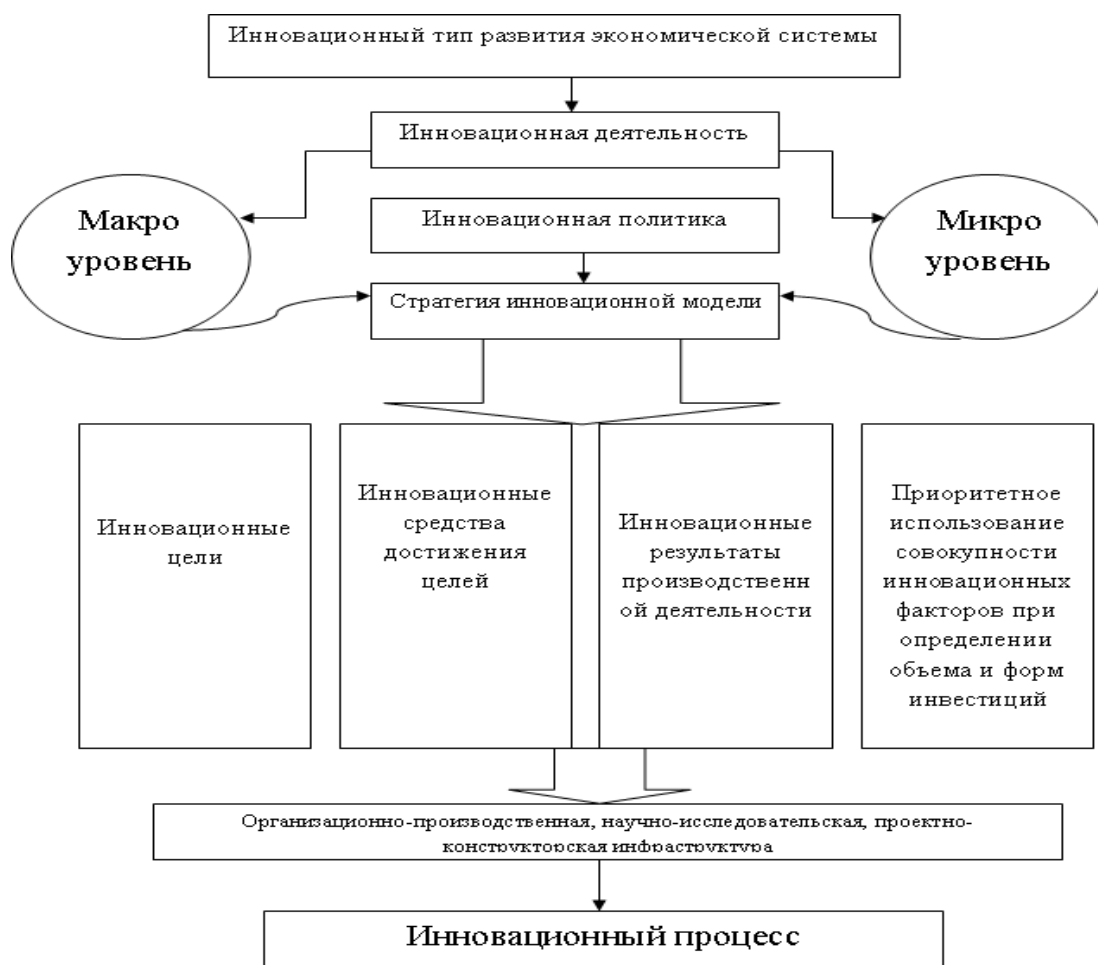 Инновационный тип развития экономической системы
Инновационная деятельность
Макро
уровень
Инновационная политика
Микро
уровень
Стратегия инновационной модели
Инновационные
цели
Инновационные
средства
достижения
целей
Инновационные
результаты
производственн
ой деятельности
Приоритетное
использование
совокупности
инновационных
факторов при
определении
объема и форм
инвестиций
Организационно-производственная, научно-исследовательская, проектно-
конструкторская инфраструктура
Инновационный процесс